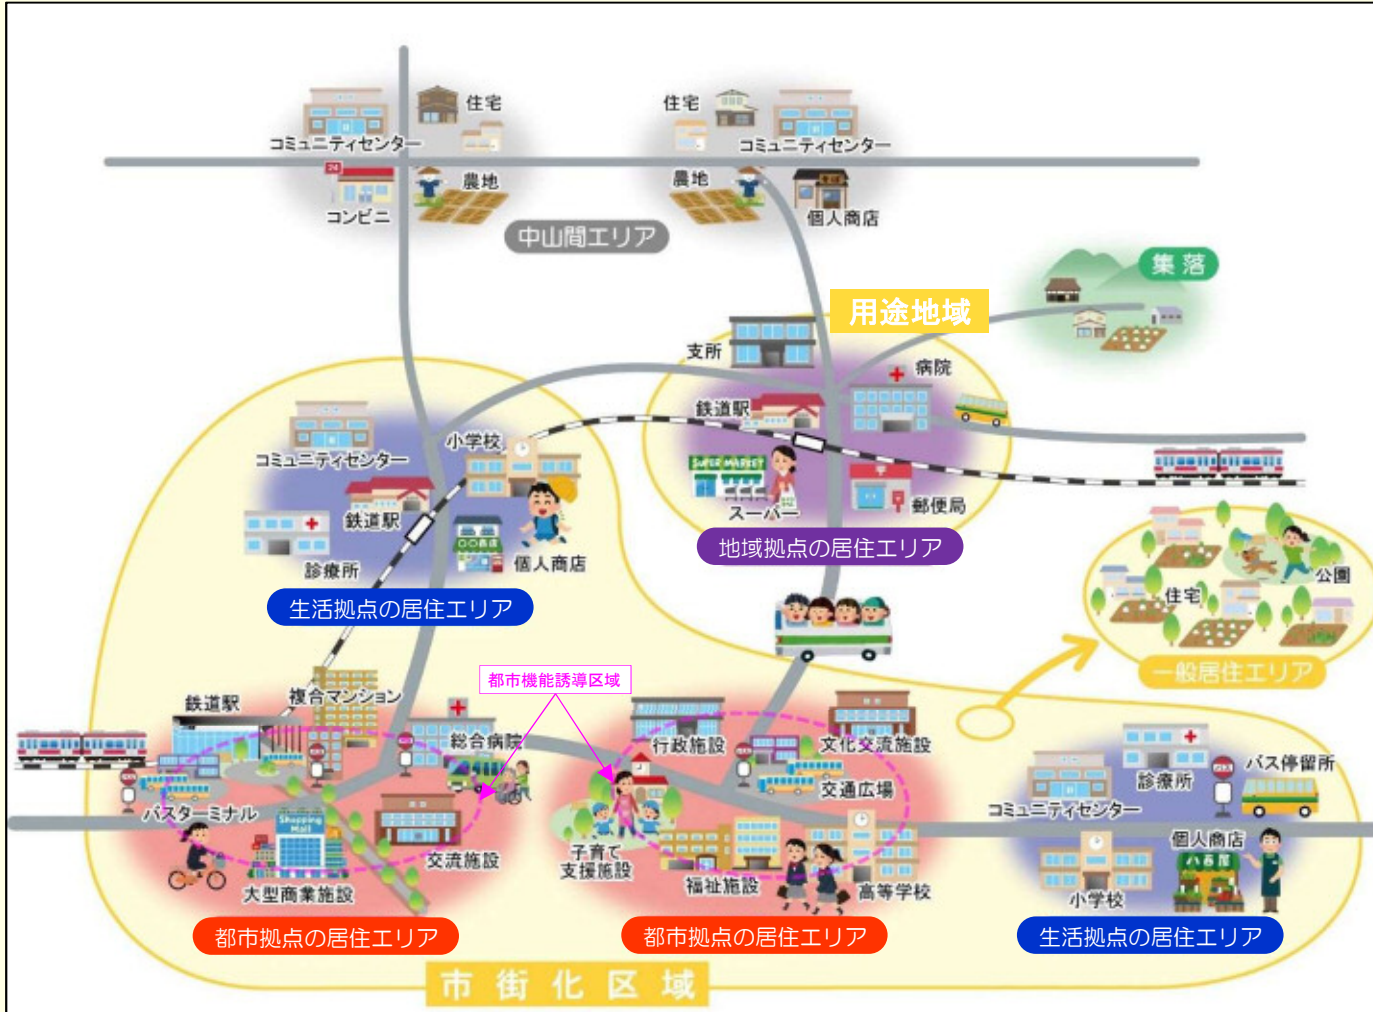 住宅
コミュニティセンター
24
コンビニ
農地
住宅
コミュニティセンター
農地
個人商店
中山間エリア
集落
用途地域
支所
病院
鉄道駅
SUPER MARKET
スーパー
郵便局
地域拠点の居住エリア
コミュニティセンター
小学校
鉄道駅
診療所
〇〇商店
個人商店
生活拠点の居住エリア
公園
住宅
一般居住エリア
都市機能誘導区域
複合マンション
鉄道駅
総合病院
バスターミナル
Shopping
Mall
交流施設
大型商業施設
都市拠点の居住エリア
行政施設
文化交流施設
交通広場
子育て
支援施設
福祉施設
高等学校
都市拠点の居住エリア
診療所
バス停留所
コミュニティセンター
個人商店
八百屋
小学校
生活拠点の居住エリア
市街化区域